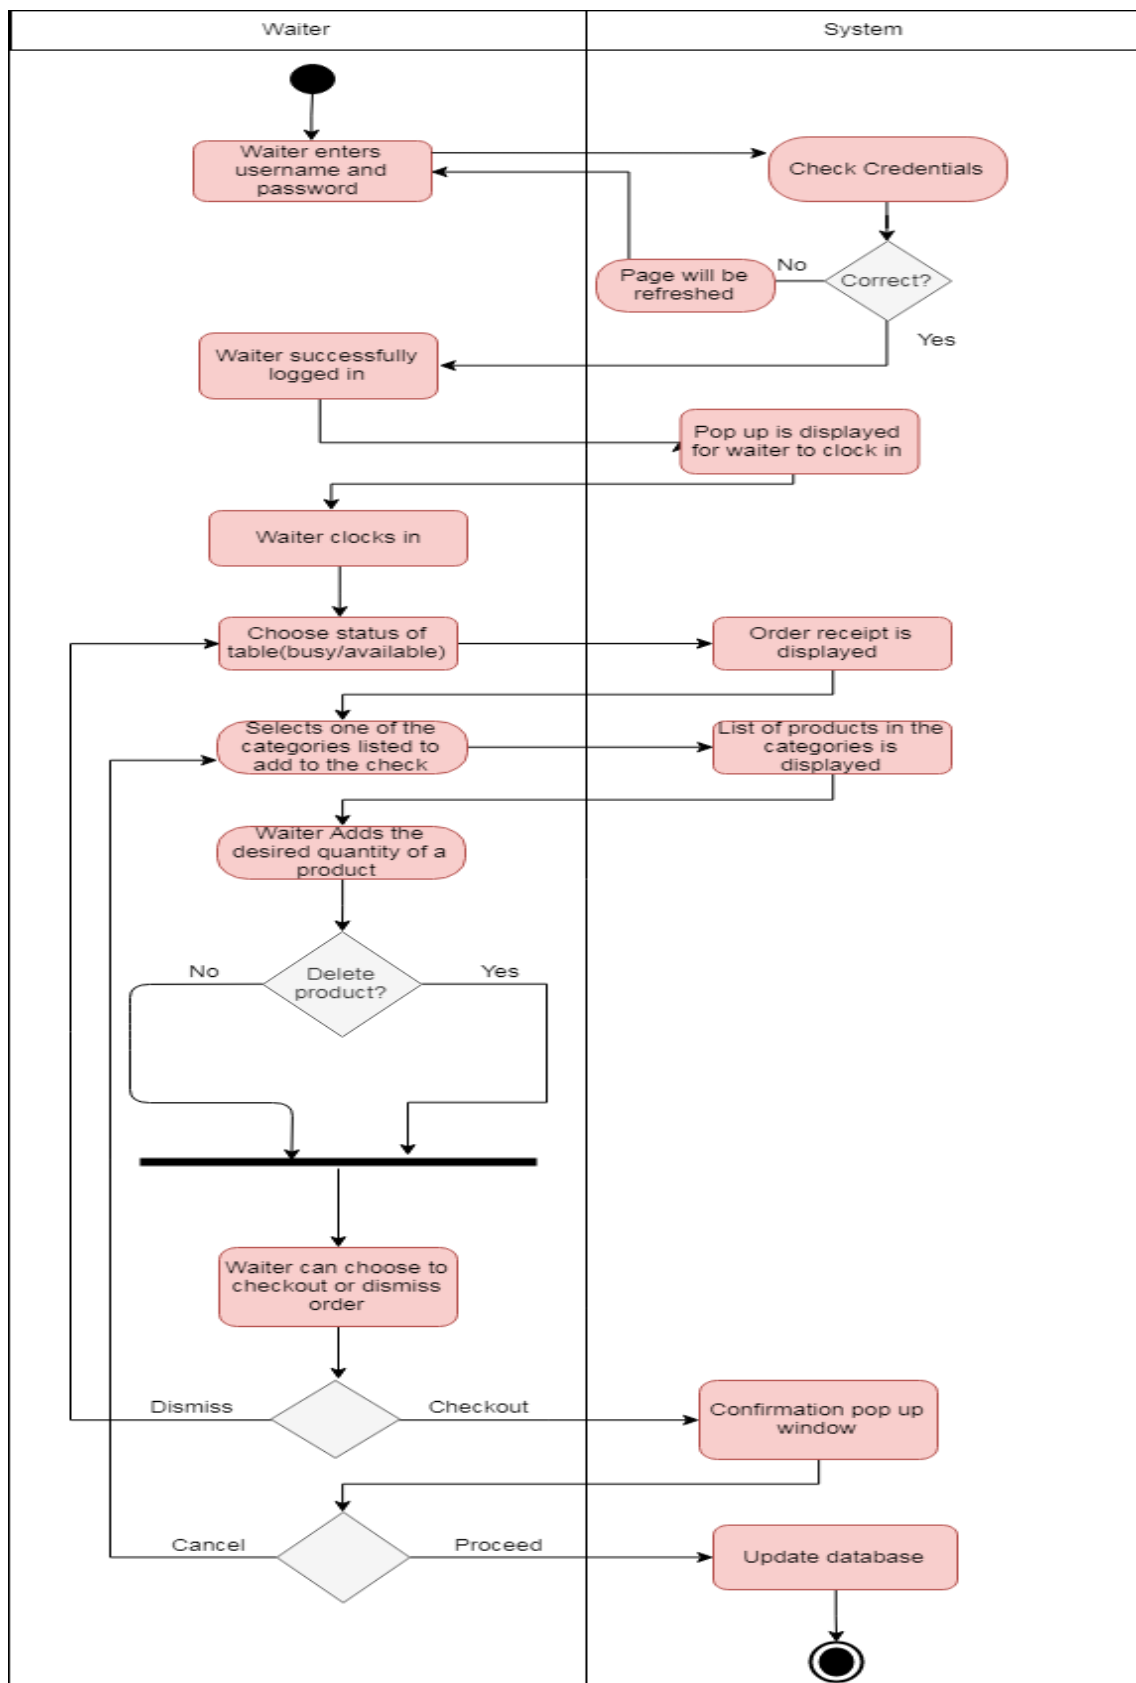 Waiter
System
Waiter enters
username and
password
Check Credentials
Correct?
No
Page will be
refreshed
Yes
Waiter successfully
logged in
Pop up is displayed
for waiter to clock in
Waiter clocks in
Choose status of
table(busy/available)
Order receipt is
displayed
Selects one of the
categories listed to
add to the check
List of products in the
categories is
displayed
Waiter Adds the
desired quantity of a
product
No
Delete
product?
Yes
Waiter can choose to
checkout or dismiss
order
Dismiss
Checkout
Confirmation pop up
window
Cancel
Proceed
Update database